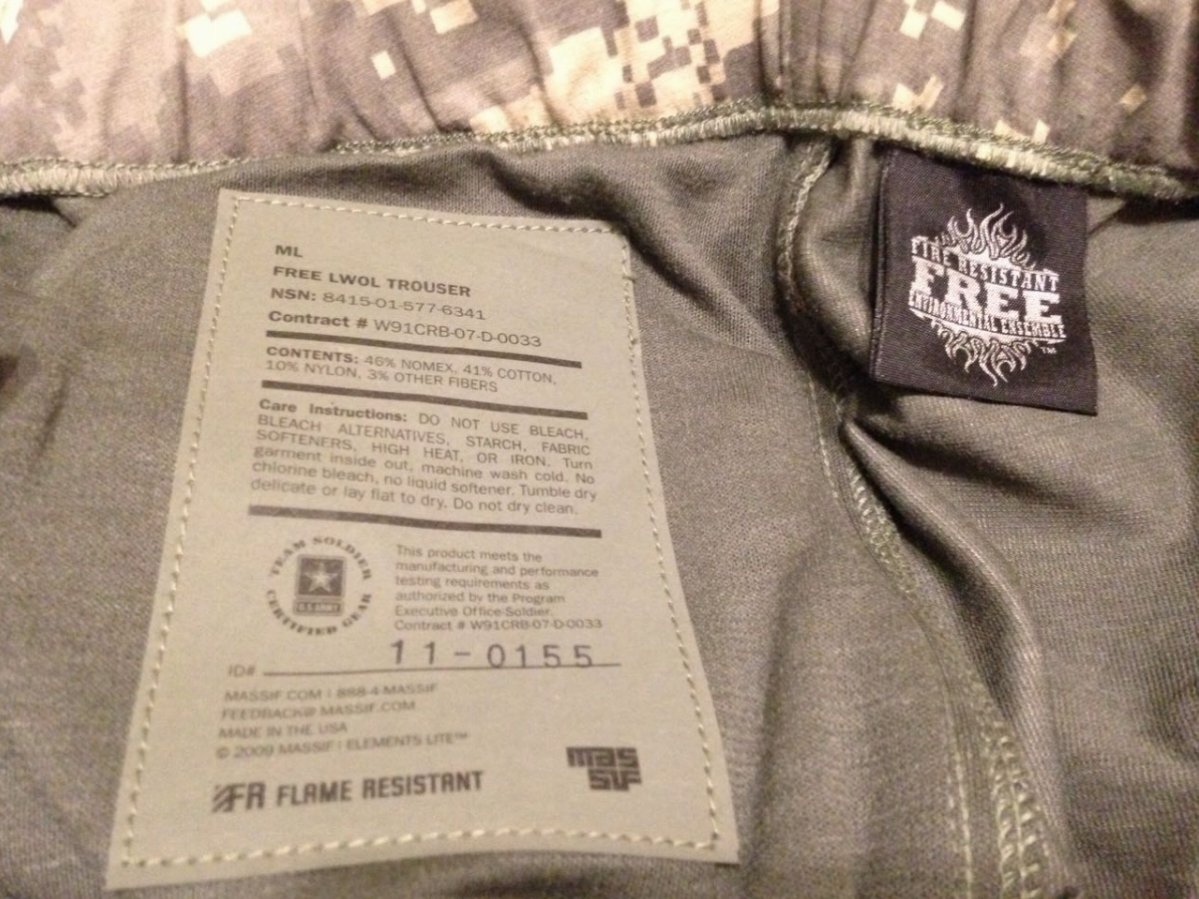 ML
FREE LWOL TROUSER
NSN: 8415-01-577-6341
Contract # W91CRB-07-D-0033
CONTENTS: 46% NOMEX, 41% COTTON,
10% NYLON, 3% OTHER FIBERS
Care Instructions: DO NOT USE BLEACH,
BLEACH ALTERNATIVES, STARCH, FABRIC
SOFTENERS, HIGH HEAT, OR IRON. Turn
garment inside out, machine wash cold. No
chlorine bleach, no liquid softener. Tumble dry
delicate or lay flat to dry. Do not dry clean.
TEAM SOLDIER
U.S. ARMY
CERTIFIED GEAR
This product meets the
manufacturing and performance
testing requirements as
authorized by the Program
Executive Office Soldier.
Contract # W91CRB-07-D-0033
ID# 11-0155
MASSIF.COM | 888-4-MASSIF
FEEDBACK@MASSIF.COM
MADE IN THE USA
© 2009 MASSIF | ELEMENTS LITE™
FR FLAME RESISTANT
mas
sif
FIRE RESISTANT
FREE
ENVIRONMENTAL ENSEMBLE
TM